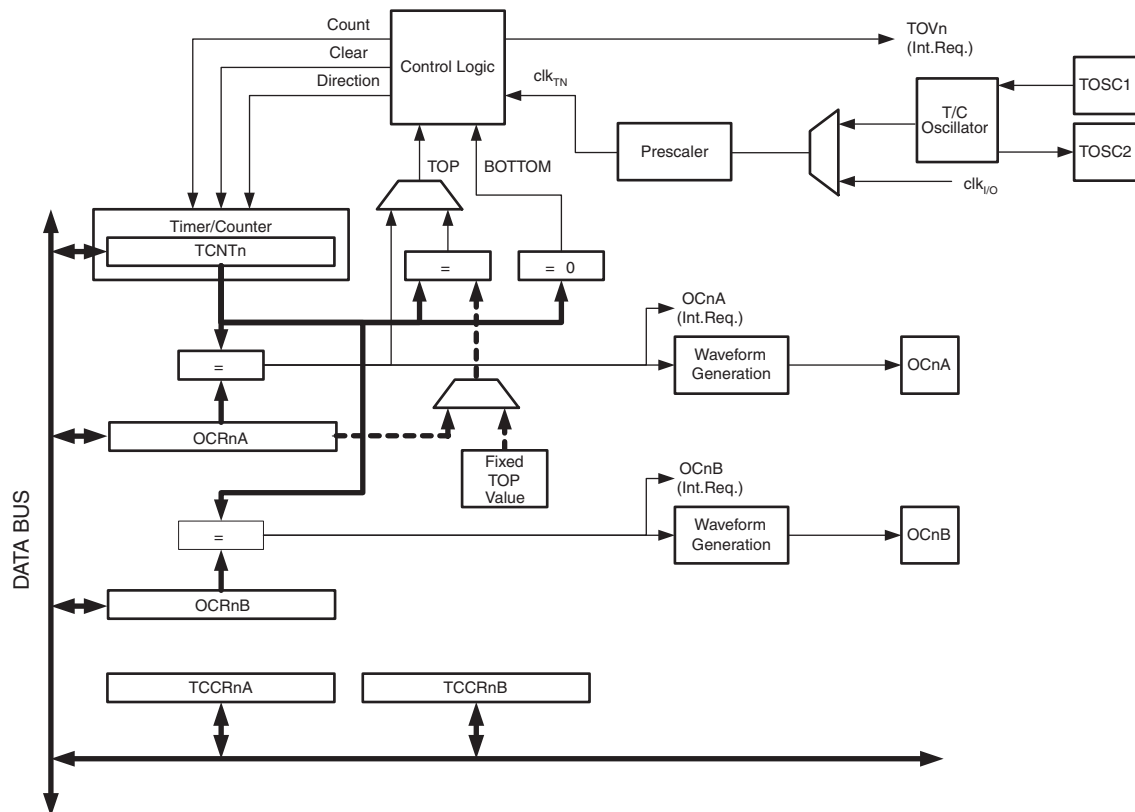 Count
Clear
Direction
Control Logic
TOVn
(Int.Req.)
clkTN
TOSC1
T/C
Oscillator
TOSC2
Prescaler
clkI/O
TOP
BOTTOM
Timer/Counter
TCNTn
=
= 0
OCnA
(Int.Req.)
=
Waveform
Generation
OCnA
OCRnA
Fixed
TOP
Value
OCnB
(Int.Req.)
=
Waveform
Generation
OCnB
OCRnB
DATA BUS
TCCRnA
TCCRnB